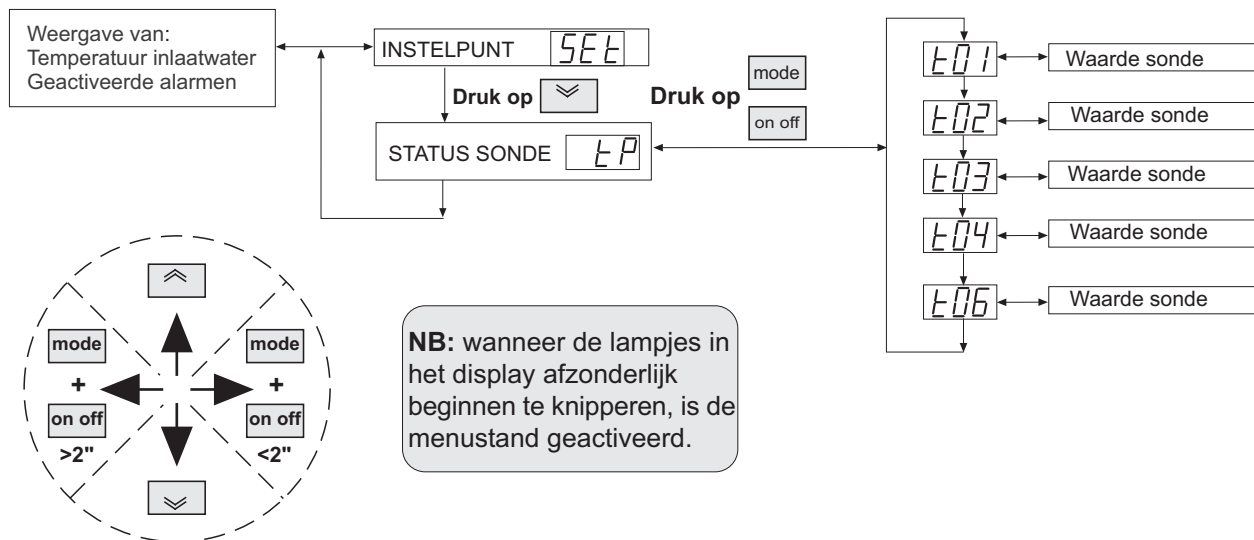 Weergave van:
Temperatuur inlaatwater
Geactiveerde alarmen
INSTELPUNT SEt
Druk op
STATUS SONDE tP
Druk op
mode
on off
t01 Waarde sonde
t02 Waarde sonde
t03 Waarde sonde
t04 Waarde sonde
t06 Waarde sonde
mode
+
on off
>2"
mode
+
on off
<2"
NB: wanneer de lampjes in
het display afzonderlijk
beginnen te knipperen, is de
menustand geactiveerd.